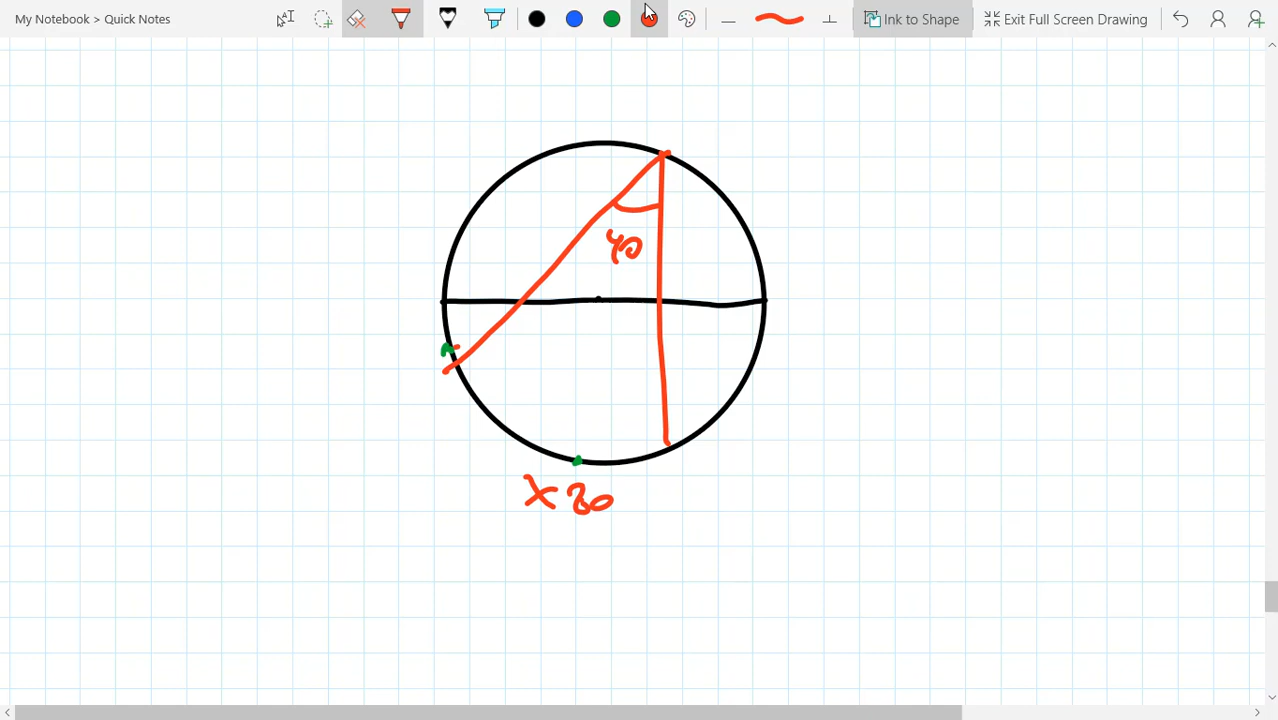 My Notebook > Quick Notes
Ink to Shape
Exit Full Screen Drawing
40
x 80